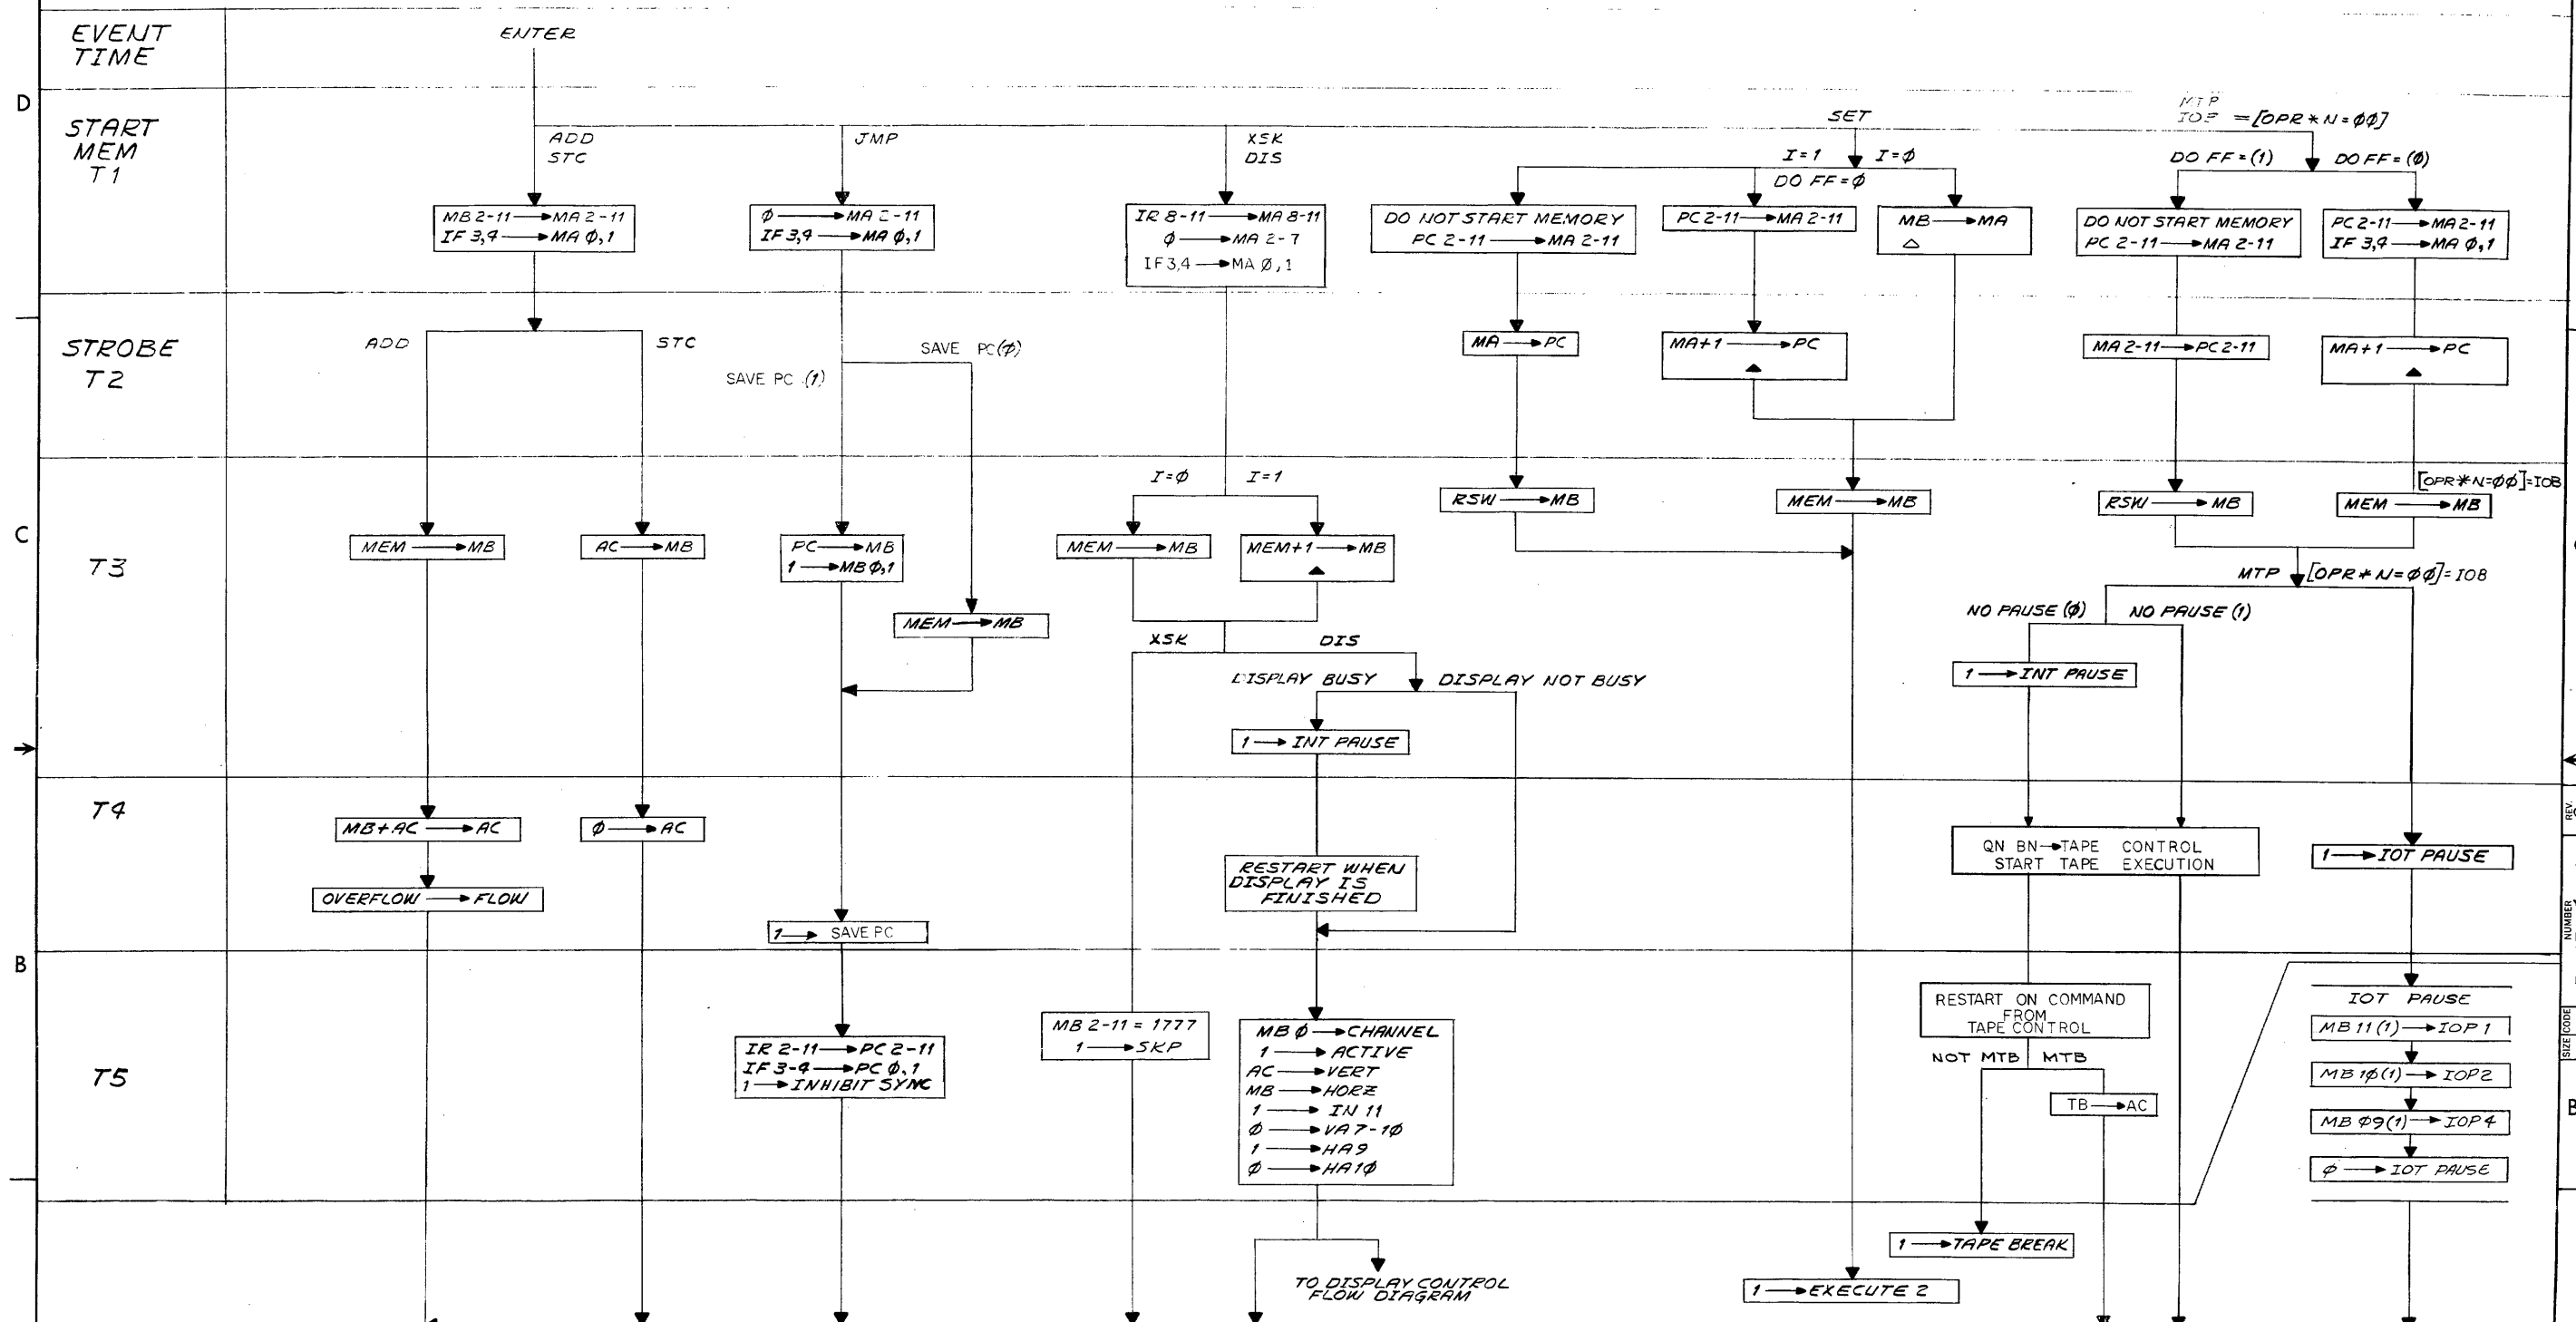 EVENT
TIME
ENTER
D
START
MEM
T1
ADD
STC
JMP
XSK
DIS
SET
MTP
IOB = [OPR * N = ØØ]
I=1
I=Ø
DO FF=Ø
DO FF=(1)
DO FF=(Ø)
MB 2-11 → MA 2-11
IF 3,4 → MA Ø,1
Ø → MA 2-11
IF 3,4 → MA Ø,1
IR 8-11 → MA 8-11
Ø → MA 2-7
IF3,4 → MA Ø,1
DO NOT START MEMORY
PC 2-11 → MA 2-11
PC 2-11 → MA 2-11
MB → MA
△
DO NOT START MEMORY
PC 2-11 → MA 2-11
PC 2-11 → MA 2-11
IF 3,4 → MA Ø,1
STROBE
T2
ADD
STC
SAVE PC (1)
SAVE PC(Ø)
MA → PC
MA+1 → PC
▲
MA 2-11 → PC 2-11
MA+1 → PC
▲
C
T3
I=Ø
I=1
RSW → MB
MEM → MB
RSW → MB
[OPR*N=ØØ]=IOB
MEM → MB
MEM → MB
AC → MB
PC → MB
1 → MB Ø,1
MEM → MB
MEM+1 → MB
▲
MEM → MB
MTP
[OPR * N=ØØ]=IOB
NO PAUSE (Ø)
NO PAUSE (1)
XSK
DIS
DISPLAY BUSY
DISPLAY NOT BUSY
1 → INT PAUSE
1 → INT PAUSE
T4
MB+AC → AC
Ø → AC
OVERFLOW → FLOW
1 → SAVE PC
RESTART WHEN
DISPLAY IS
FINISHED
QN BN → TAPE CONTROL
START TAPE EXECUTION
1 → IOT PAUSE
REV.
NUMBER
SIZE CODE
B
T5
IR 2-11 → PC 2-11
IF 3-4 → PC Ø,1
1 → INHIBIT SYNC
MB 2-11 = 1777
1 → SKP
MB Ø → CHANNEL
1 → ACTIVE
AC → VERT
MB → HORZ
1 → IN 11
Ø → VA 7-1Ø
1 → HA9
Ø → HA1Ø
RESTART ON COMMAND
FROM
TAPE CONTROL
NOT MTB
MTB
TB → AC
IOT PAUSE
MB 11(1) → IOP 1
MB 1Ø(1) → IOP2
MB Ø9(1) → IOP4
Ø → IOT PAUSE
B
1 → TAPE BREAK
TO DISPLAY CONTROL
FLOW DIAGRAM
1 → EXECUTE 2